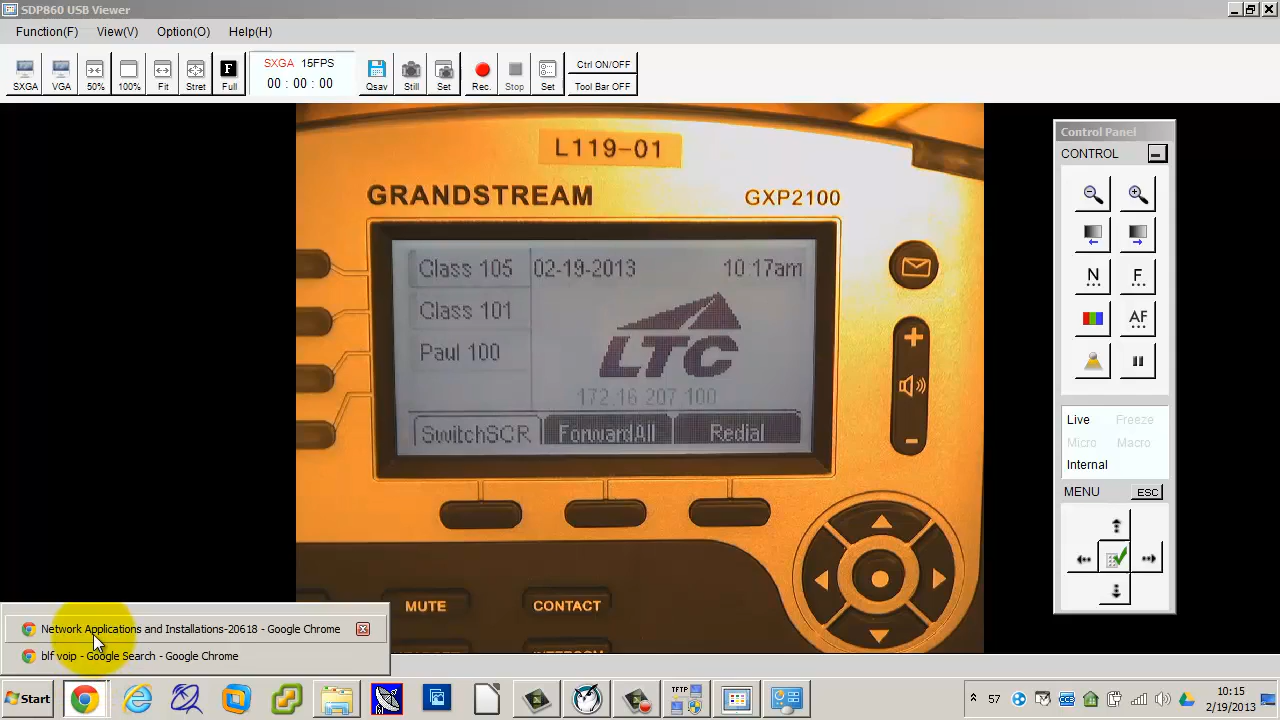 SDP860 USB Viewer
Function(F) View(V) Option(O) Help(H)
SXGA VGA 50% 100% Fit Stret F Full SXGA 15FPS 00 : 00 : 00 Qsav Still Set Rec. Stop Set Ctrl ON/OFF Tool Bar OFF
L119-01
GRANDSTREAM GXP2100
Class 105 02-19-2013 10:17am
Class 101
Paul 100
LTC
172.16.207.100
SwitchSCR ForwardAll Redial
MUTE CONTACT
Control Panel
CONTROL
N F
AF
Live Freeze
Micro Macro
Internal
MENU ESC
Network Applications and Installations-20618 - Google Chrome
blf voip - Google Search - Google Chrome
Start TFTP 57 10:15
2/19/2013